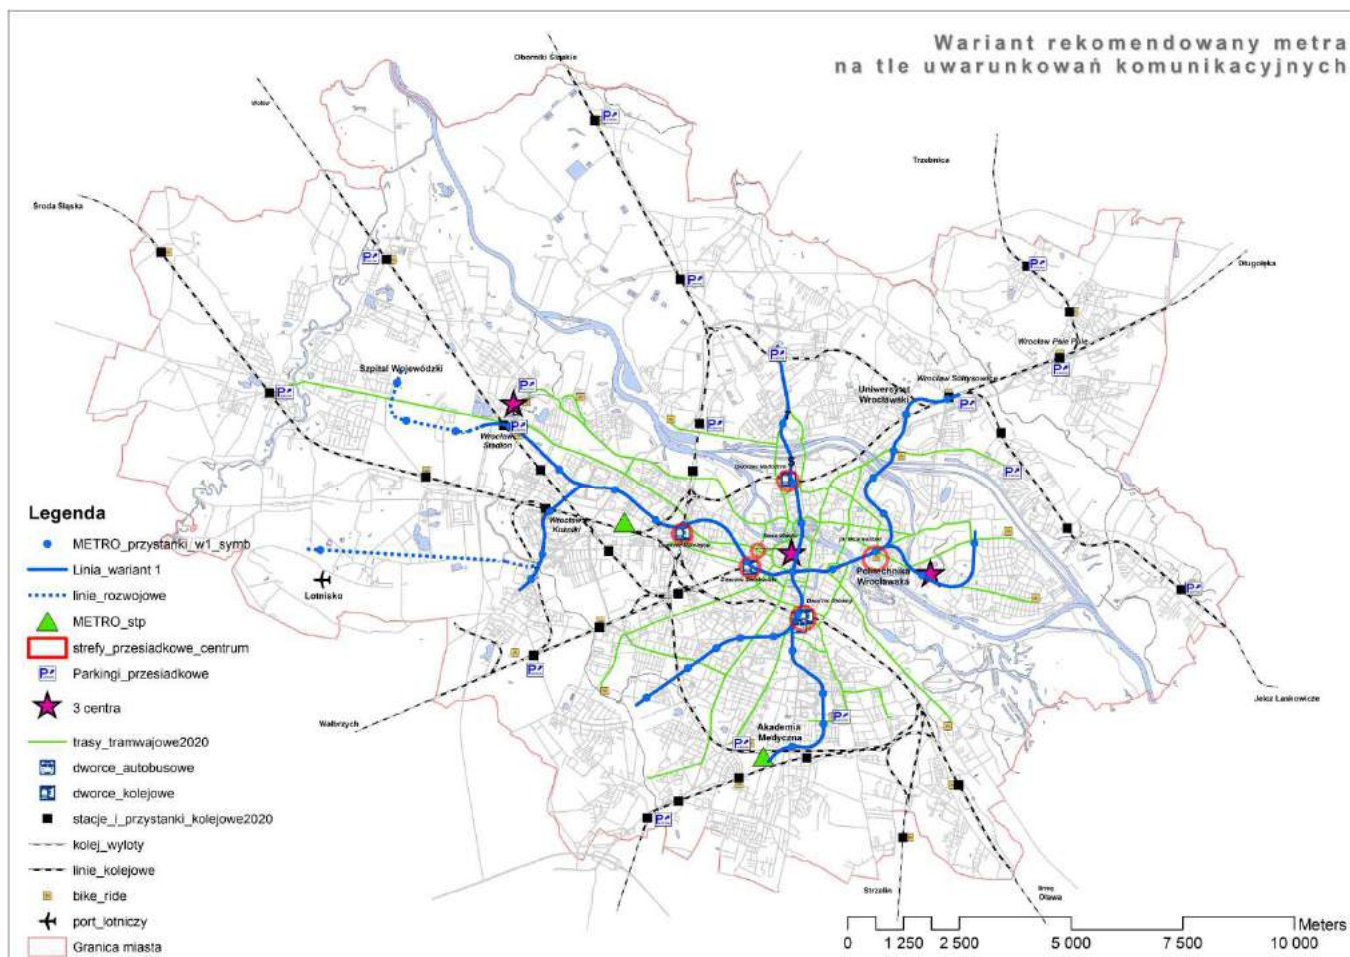 Wariant rekomendowany metra
na tle uwarunkowań komunikacyjnych
Oborniki Śląskie
Trzebnica
Środa Śląska
Długołęka
Wrocław Psie Pole
Szpital Wojewódzki
Uniwersytet
Wrocławski
Wrocław Sołtysowice
Wrocław
Stadion
Legenda
METRO_przystanki_w1_symb
Linia_wariant 1
linie_rozwojowe
METRO_stp
strefy_przesiadkowe_centrum
Parkingi_przesiadkowe
3 centra
trasy_tramwajowe2020
dworce_autobusowe
dworce_kolejowe
stacje_i_przystanki_kolejowe2020
kolej_wyloty
linie_kolejowe
bike_ride
port_lotniczy
Granica miasta
Lotnisko
Politechnika
Wrocławska
Wałbrzych
Akademia
Medyczna
Jelcz Laskowicze
Strzelin
Brzeg
Oława
Meters
0 1 250 2 500 5 000 7 500 10 000